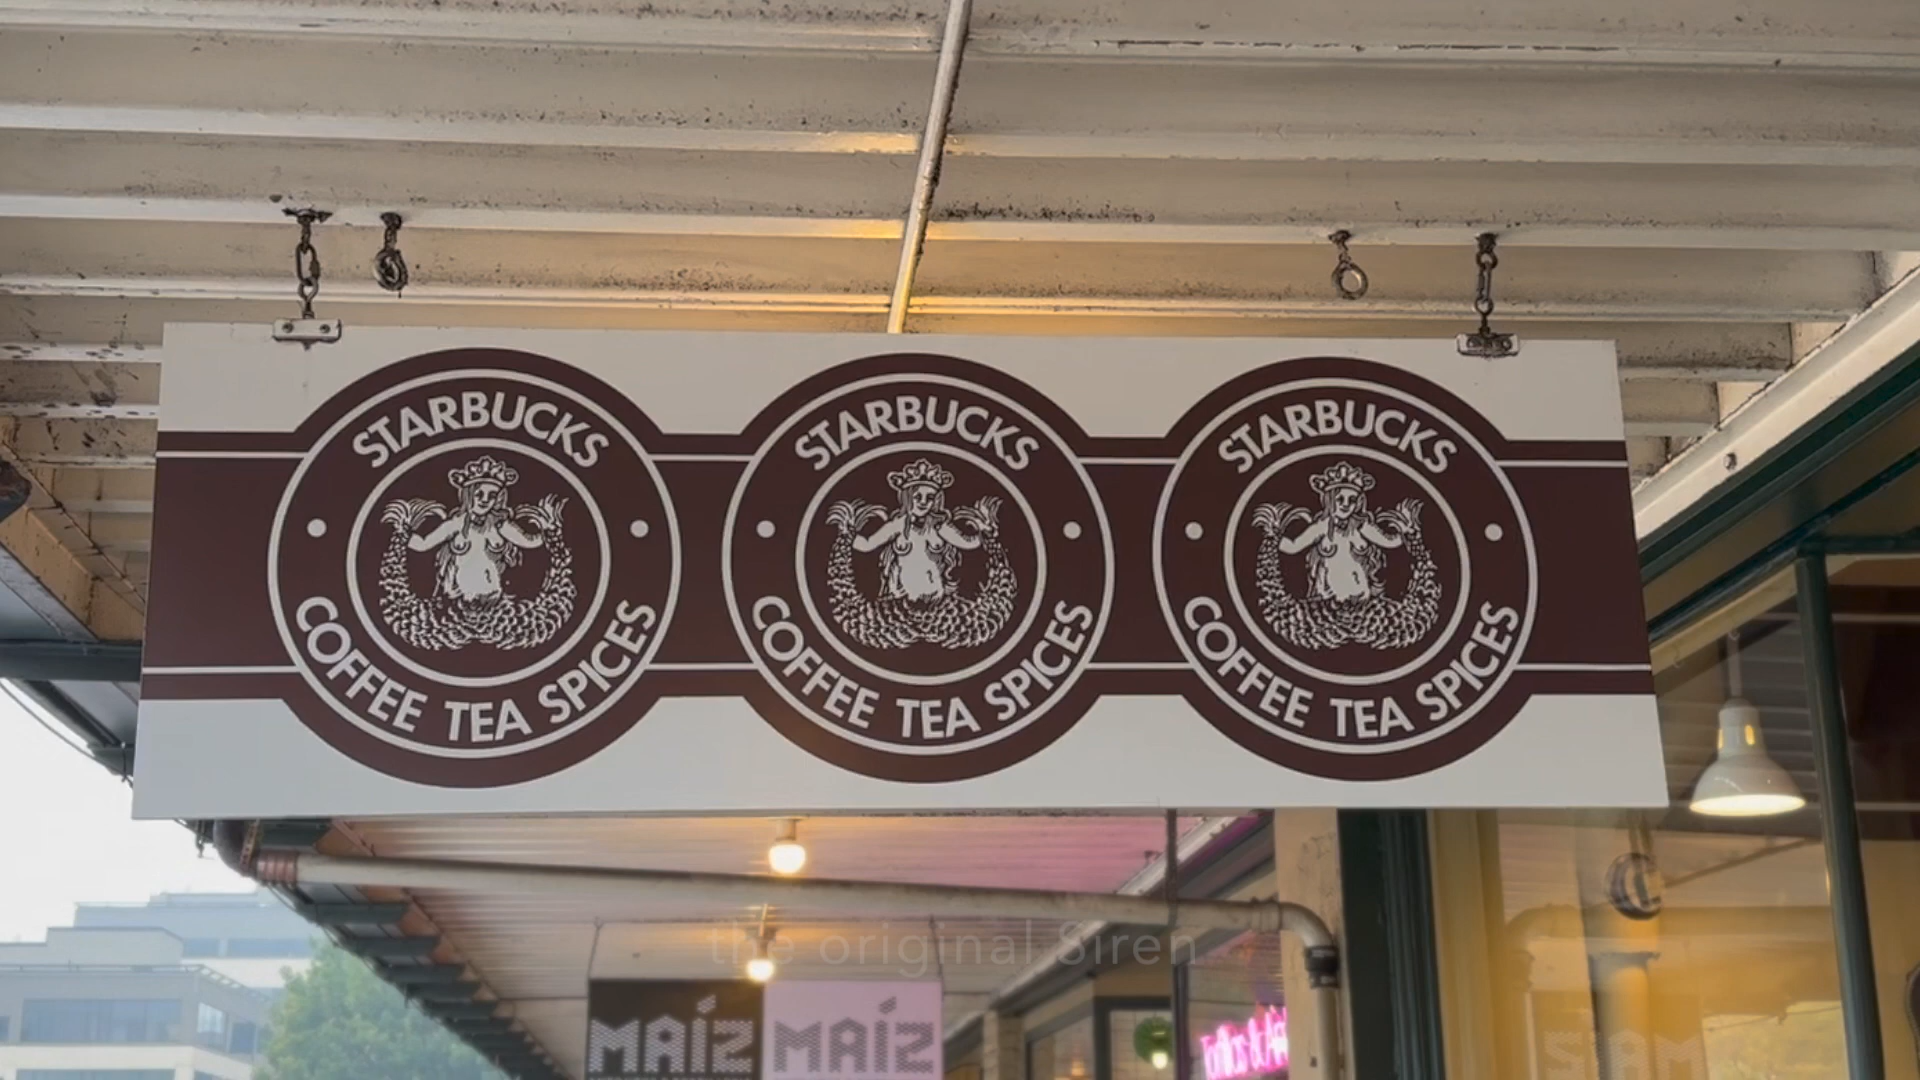 STARBUCKS
COFFEE TEA SPICES
STARBUCKS
COFFEE TEA SPICES
STARBUCKS
COFFEE TEA SPICES
the original Siren
MAÍZ MAÍZ